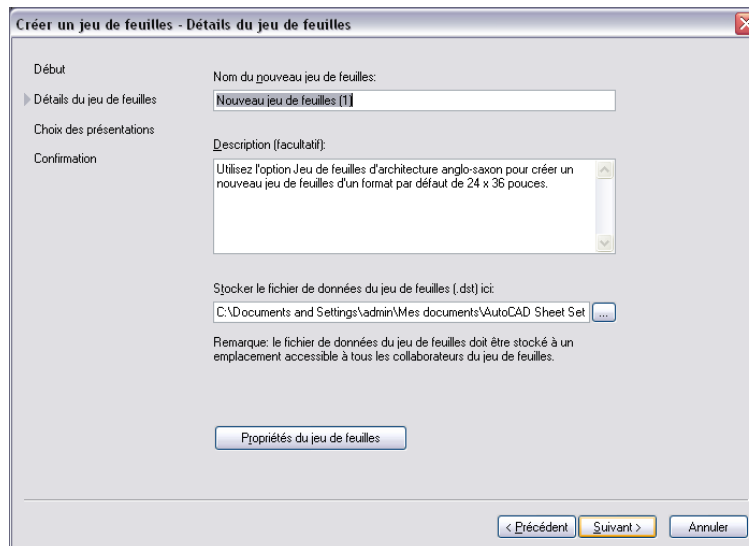 Créer un jeu de feuilles - Détails du jeu de feuilles
Début
Détails du jeu de feuilles
Choix des présentations
Confirmation
Nom du nouveau jeu de feuilles:
Nouveau jeu de feuilles (1)
Description (facultatif):
Utilisez l'option Jeu de feuilles d'architecture anglo-saxon pour créer un
nouveau jeu de feuilles d'un format par défaut de 24 x 36 pouces.
Stocker le fichier de données du jeu de feuilles (.dst) ici:
C:\Documents and Settings\admin\Mes documents\AutoCAD Sheet Set
...
Remarque: le fichier de données du jeu de feuilles doit être stocké à un
emplacement accessible à tous les collaborateurs du jeu de feuilles.
Propriétés du jeu de feuilles
< Précédent
Suivant >
Annuler